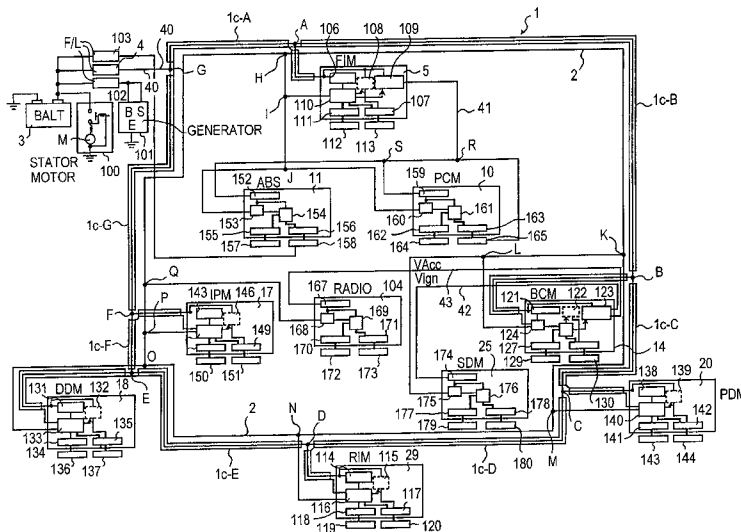 1c-A
A
1
F/L
103
4
40
106
108
109
G
40
H
FIM
5
2
102
110
107
1c-B
3
BALT
M
B S
E
101
GENERATOR
I
111
41
STATOR
MOTOR
100
112
113
S
R
J
152
ABS
11
159
PCM
10
1c-G
153
154
160
161
155
156
162
163
K
157
158
164
165
L
Q
VAcc
Vign
43
42
B
F
P
143
IPM
146
17
167
RADIO
104
121
BCM
122
123
168
169
124
1c-C
1c-F
149
170
171
174
SDM
25
127
14
O
150
151
172
173
129
131
DDM
132
18
E
175
176
130
138
20
139
PDM
133
135
2
N
D
177
178
C
140
142
134
179
180
M
141
136
137
1c-E
114
RIM
115
29
1c-D
143
144
116
117
118
119
120